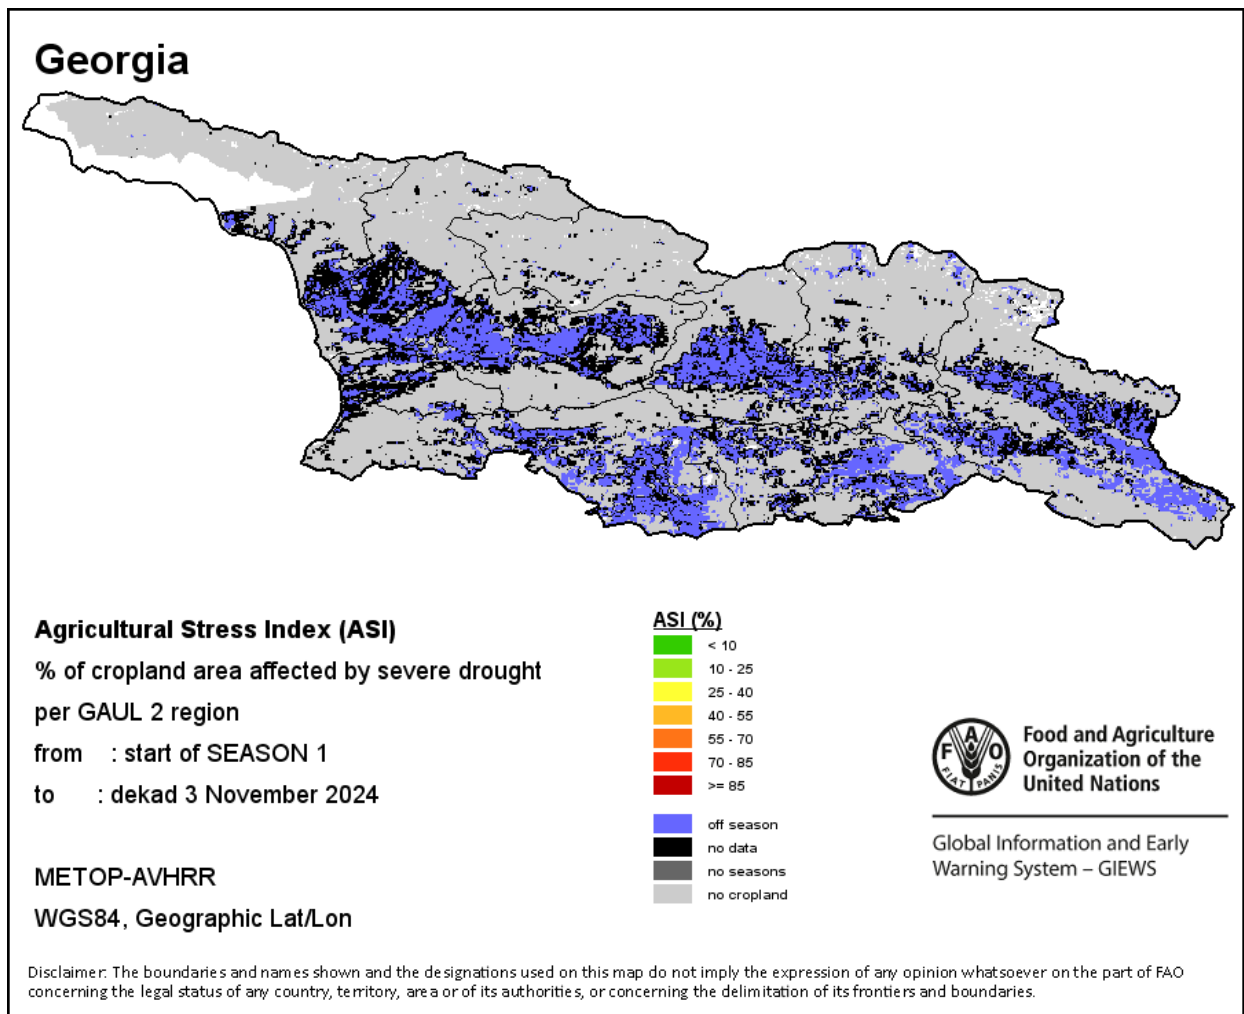 Georgia
Agricultural Stress Index (ASI)
% of cropland area affected by severe drought
per GAUL 2 region
from : start of SEASON 1
to : dekad 3 November 2024
METOP-AVHRR
WGS84, Geographic Lat/Lon
ASI (%)
< 10
10 - 25
25 - 40
40 - 55
55 - 70
70 - 85
>= 85
off season
no data
no seasons
no cropland
F A O
FIAT PANIS
Food and Agriculture
Organization of the
United Nations
Global Information and Early
Warning System – GIEWS
Disclaimer: The boundaries and names shown and the designations used on this map do not imply the expression of any opinion whatsoever on the part of FAO
concerning the legal status of any country, territory, area or of its authorities, or concerning the delimitation of its frontiers and boundaries.